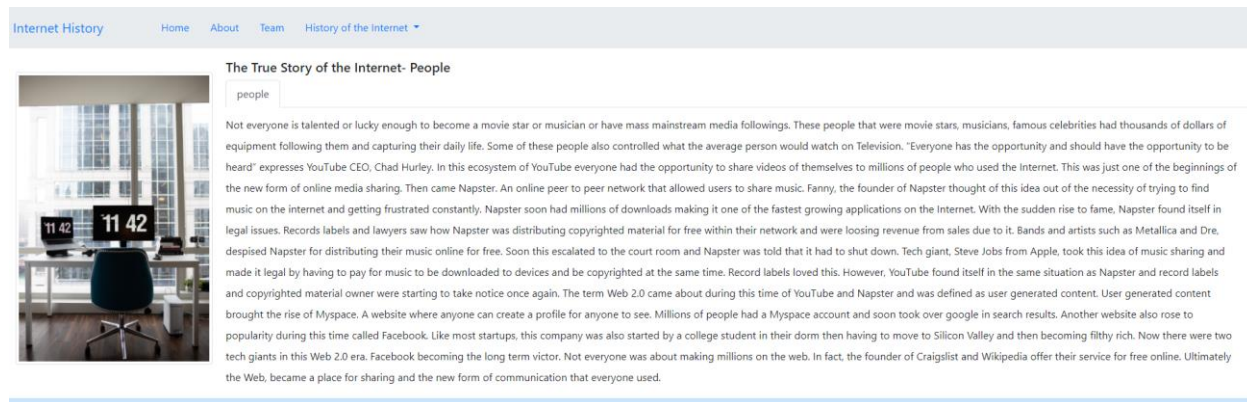 Internet History Home About Team History of the Internet
The True Story of the Internet- People
people
Not everyone is talented or lucky enough to become a movie star or musician or have mass mainstream media followings. These people that were movie stars, musicians, famous celebrities had thousands of dollars of
equipment following them and capturing their daily life. Some of these people also controlled what the average person would watch on Television. "Everyone has the opportunity and should have the opportunity to be
heard" expresses YouTube CEO, Chad Hurley. In this ecosystem of YouTube everyone had the opportunity to share videos of themselves to millions of people who used the Internet. This was just one of the beginnings of
the new form of online media sharing. Then came Napster. An online peer to peer network that allowed users to share music. Fanny, the founder of Napster thought of this idea out of the necessity of trying to find
music on the internet and getting frustrated constantly. Napster soon had millions of downloads making it one of the fastest growing applications on the Internet. With the sudden rise to fame, Napster found itself in
legal issues. Records labels and lawyers saw how Napster was distributing copyrighted material for free within their network and were loosing revenue from sales due to it. Bands and artists such as Metallica and Dre,
despised Napster for distributing their music online for free. Soon this escalated to the court room and Napster was told that it had to shut down. Tech giant, Steve Jobs from Apple, took this idea of music sharing and
made it legal by having to pay for music to be downloaded to devices and be copyrighted at the same time. Record labels loved this. However, YouTube found itself in the same situation as Napster and record labels
and copyrighted material owner were starting to take notice once again. The term Web 2.0 came about during this time of YouTube and Napster and was defined as user generated content. User generated content
brought the rise of Myspace. A website where anyone can create a profile for anyone to see. Millions of people had a Myspace account and soon took over google in search results. Another website also rose to
popularity during this time called Facebook. Like most startups, this company was also started by a college student in their dorm then having to move to Silicon Valley and then becoming filthy rich. Now there were two
tech giants in this Web 2.0 era. Facebook becoming the long term victor. Not everyone was about making millions on the web. In fact, the founder of Craigslist and Wikipedia offer their service for free online. Ultimately
the Web, became a place for sharing and the new form of communication that everyone used.
11 42
11 42